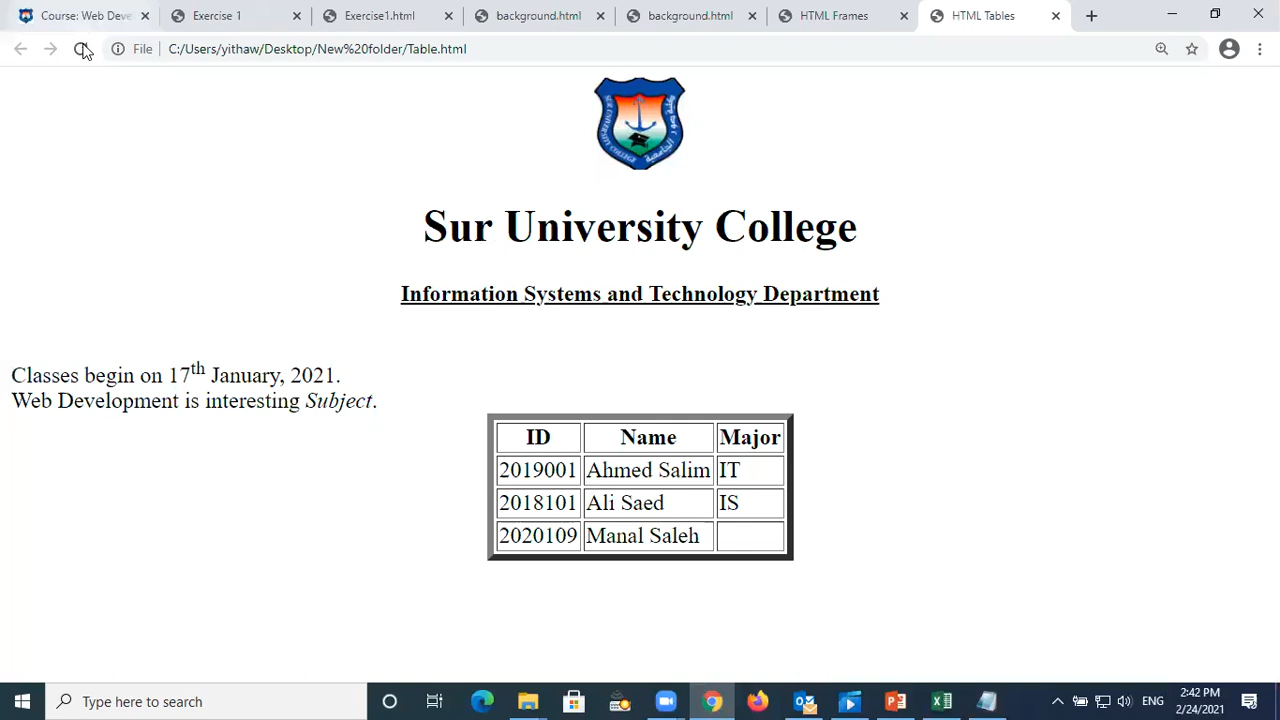 Course: Web Deve
Exercise 1
Exercise1.html
background.html
background.html
HTML Frames
HTML Tables
File
C:/Users/yithaw/Desktop/New%20folder/Table.html
SUR UNIVERSITY COLLEGE
Sur University College
Information Systems and Technology Department
Classes begin on 17th January, 2021.
Web Development is interesting Subject.
ID Name Major
2019001 Ahmed Salim IT
2018101 Ali Saed IS
2020109 Manal Saleh
Type here to search
ENG
2:42 PM
2/24/2021